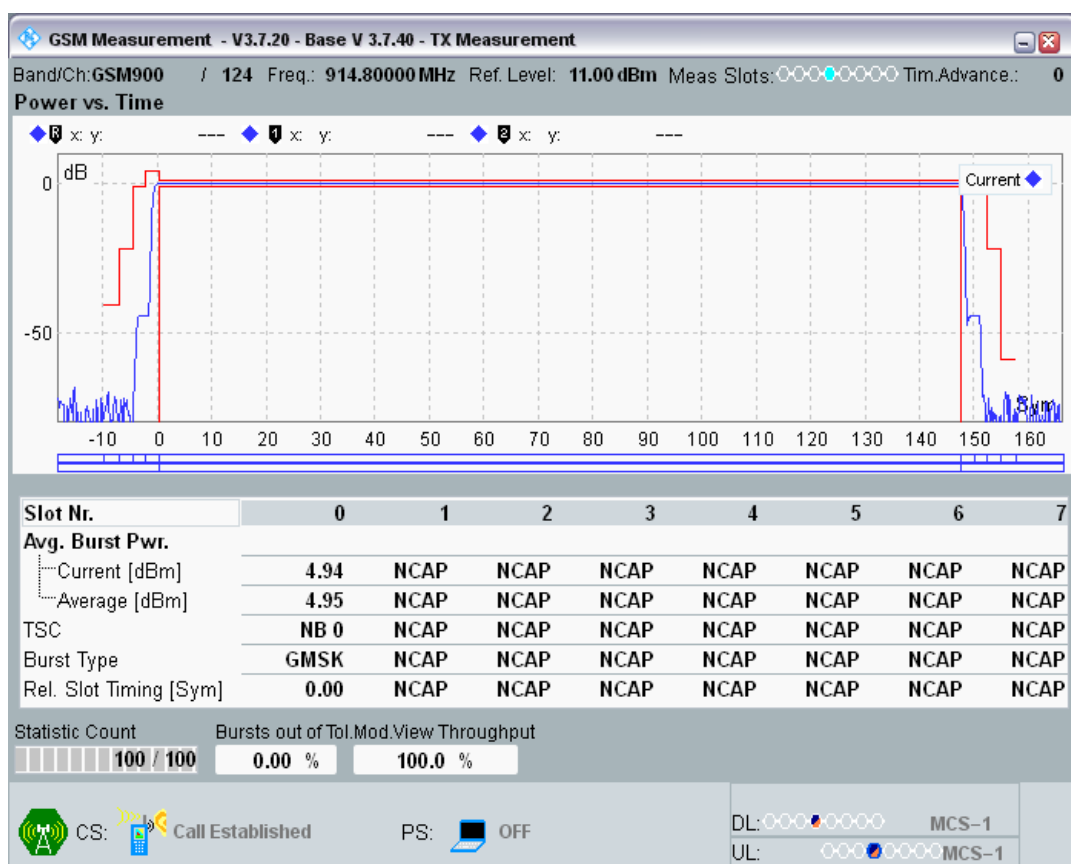 GSM Measurement - V3.7.20 - Base V 3.7.40 - TX Measurement
Band/Ch:GSM900 / 124 Freq.: 914.80000 MHz Ref. Level: 11.00 dBm Meas Slots: Tim.Advance.: 0
Power vs. Time
R x: y: --- 1 x: y: --- 2 x: y: ---
dB
0
Current
-50
Sym
-10 0 10 20 30 40 50 60 70 80 90 100 110 120 130 140 150 160
Slot Nr. 0 1 2 3 4 5 6 7
Avg. Burst Pwr.
Current [dBm] 4.94 NCAP NCAP NCAP NCAP NCAP NCAP NCAP
Average [dBm] 4.95 NCAP NCAP NCAP NCAP NCAP NCAP NCAP
TSC NB 0 NCAP NCAP NCAP NCAP NCAP NCAP NCAP
Burst Type GMSK NCAP NCAP NCAP NCAP NCAP NCAP NCAP
Rel. Slot Timing [Sym] 0.00 NCAP NCAP NCAP NCAP NCAP NCAP NCAP
Statistic Count Bursts out of Tol. Mod.View Throughput
100 / 100 0.00 % 100.0 %
CS: Call Established PS: OFF
DL: MCS-1
UL: MCS-1